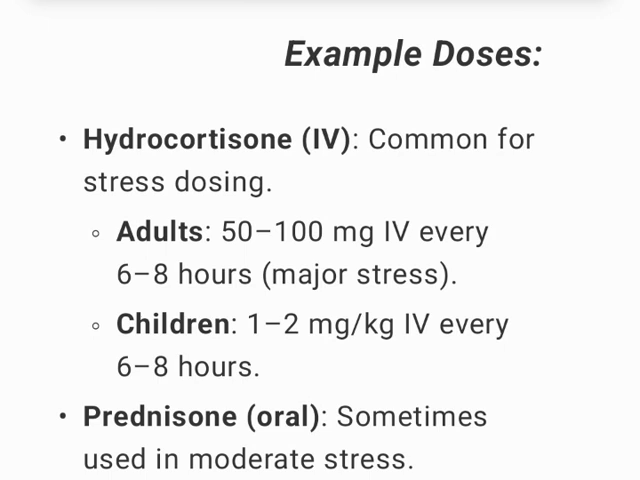 Example Doses:
• Hydrocortisone (IV): Common for
stress dosing.
◦ Adults: 50–100 mg IV every
6–8 hours (major stress).
◦ Children: 1–2 mg/kg IV every
6–8 hours.
• Prednisone (oral): Sometimes
used in moderate stress.